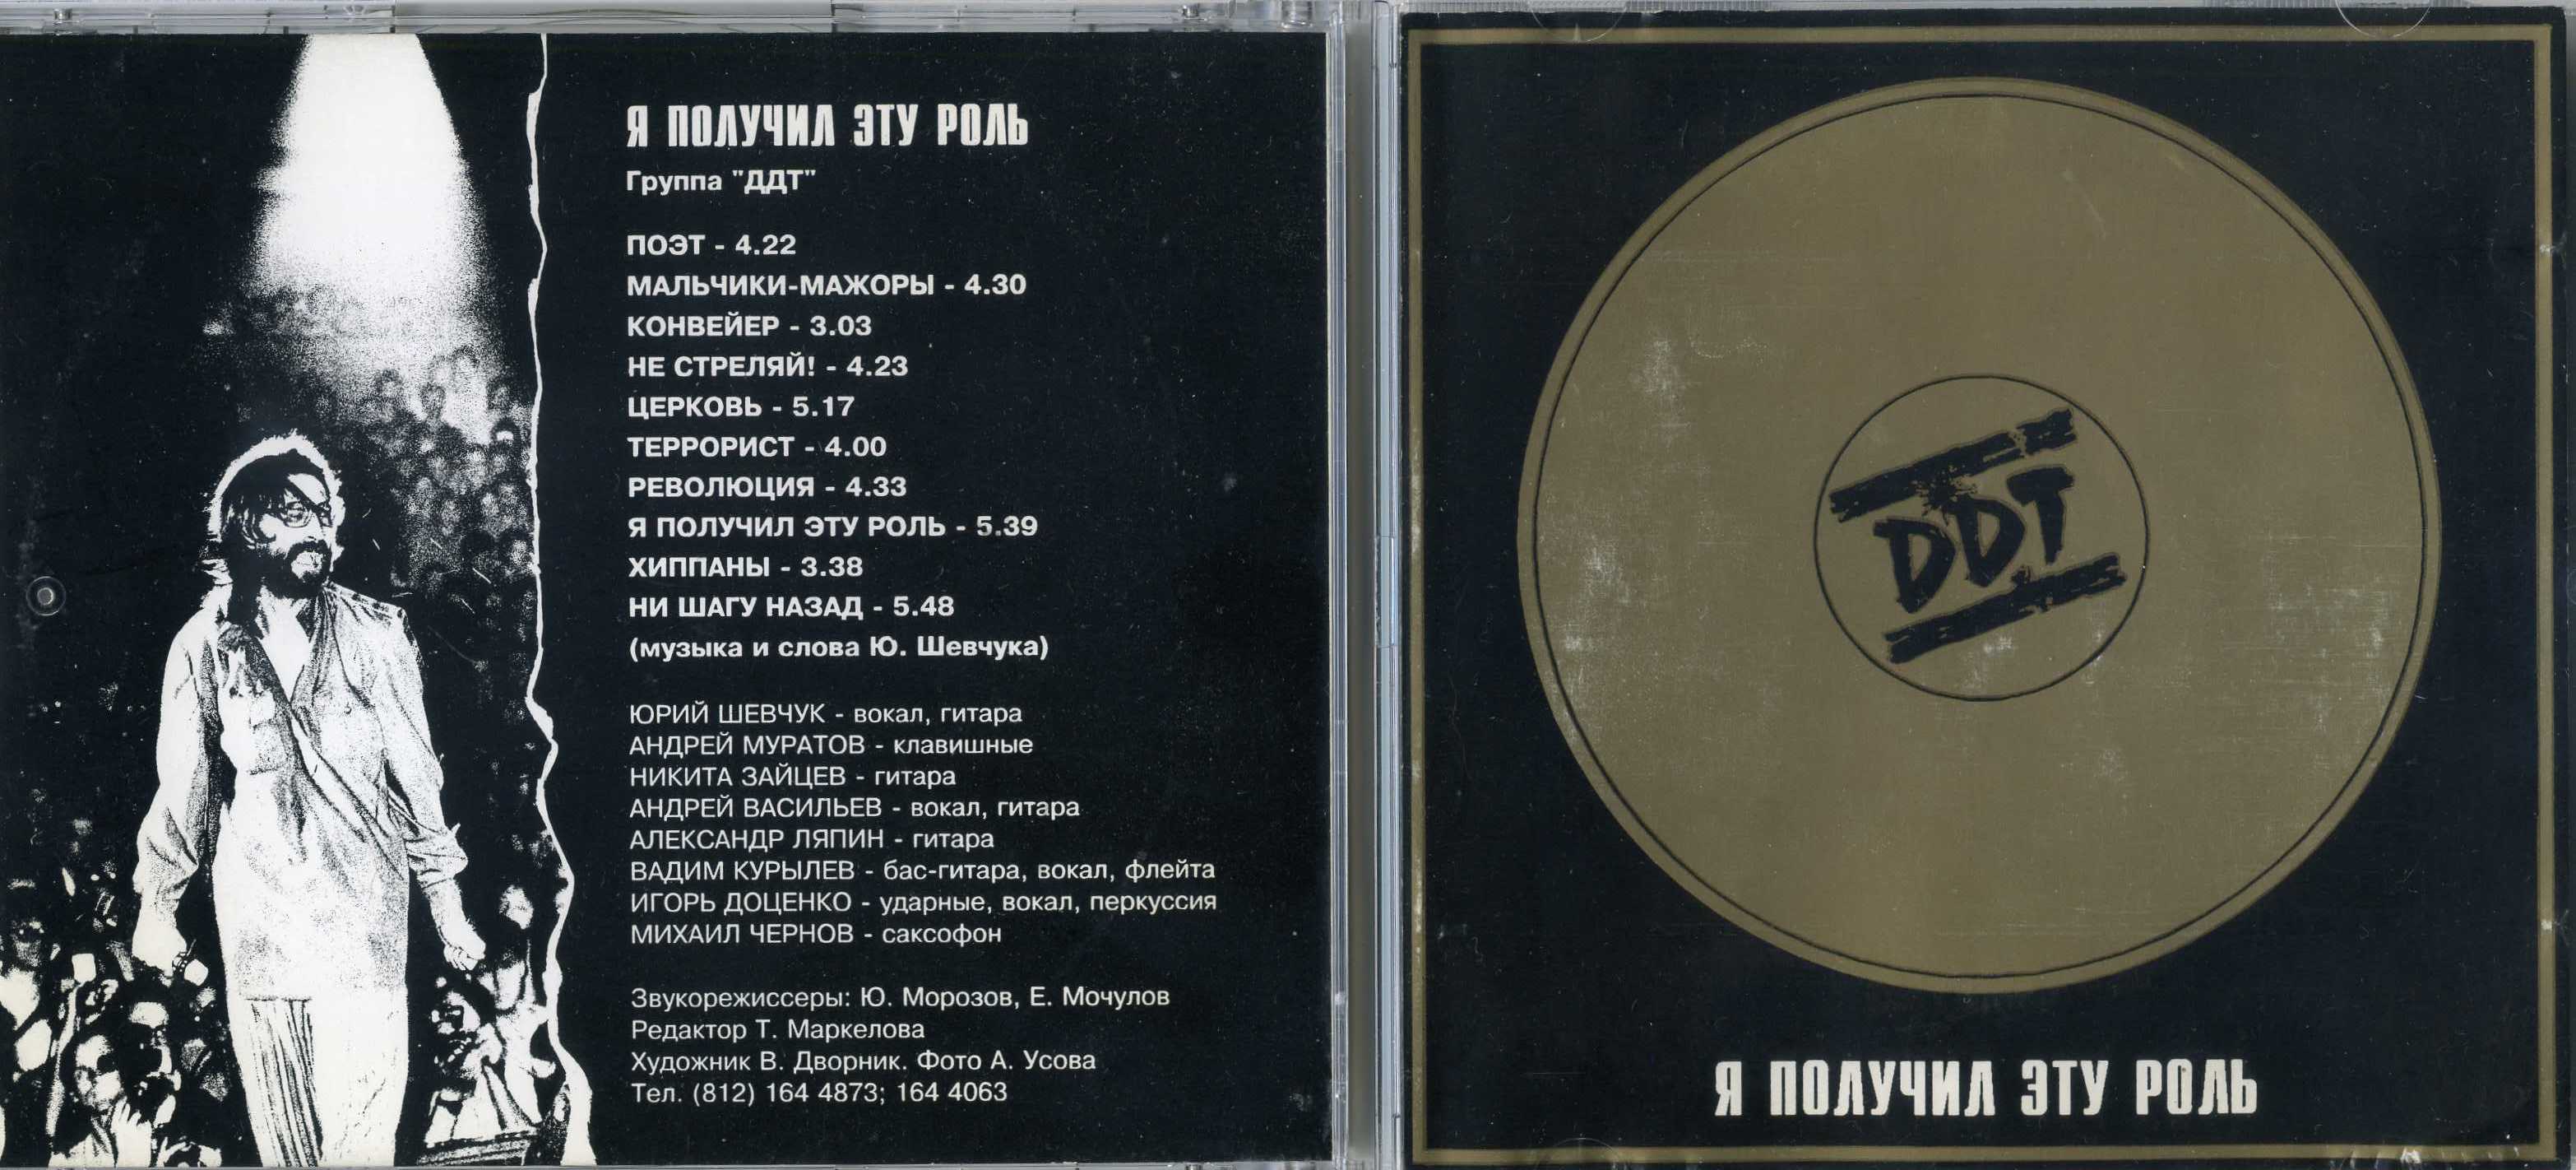 Я ПОЛУЧИЛ ЭТУ РОЛЬ
Группа "ДДТ"
ПОЭТ - 4.22
МАЛЬЧИКИ-МАЖОРЫ - 4.30
КОНВЕЙЕР - 3.03
НЕ СТРЕЛЯЙ! - 4.23
ЦЕРКОВЬ - 5.17
ТЕРРОРИСТ - 4.00
РЕВОЛЮЦИЯ - 4.33
Я ПОЛУЧИЛ ЭТУ РОЛЬ - 5.39
ХИППАНЫ - 3.38
НИ ШАГУ НАЗАД - 5.48
(музыка и слова Ю. Шевчука)
ЮРИЙ ШЕВЧУК - вокал, гитара
АНДРЕЙ МУРАТОВ - клавишные
НИКИТА ЗАЙЦЕВ - гитара
АНДРЕЙ ВАСИЛЬЕВ - вокал, гитара
АЛЕКСАНДР ЛЯПИН - гитара
ВАДИМ КУРЫЛЕВ - бас-гитара, вокал, флейта
ИГОРЬ ДОЦЕНКО - ударные, вокал, перкуссия
МИХАИЛ ЧЕРНОВ - саксофон
Звукорежиссеры: Ю. Морозов, Е. Мочулов
Редактор Т. Маркелова
Художник В. Дворник. Фото А. Усова
Тел. (812) 164 4873; 164 4063
DDT
Я ПОЛУЧИЛ ЭТУ РОЛЬ